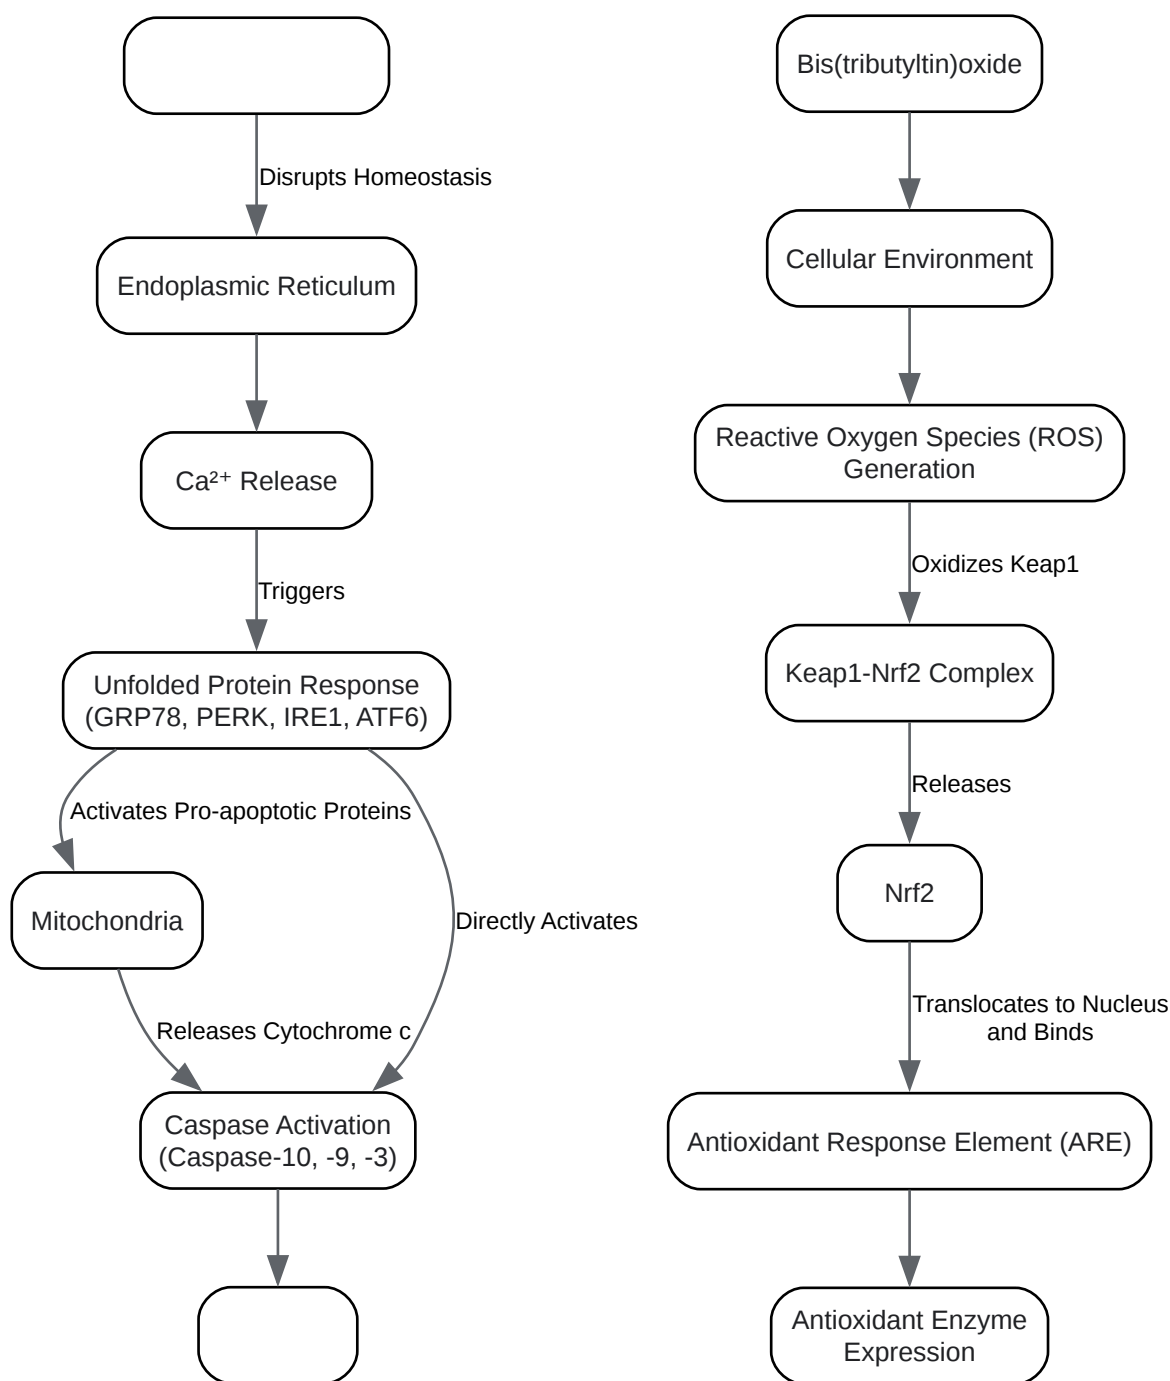 Disrupts Homeostasis
Endoplasmic Reticulum
Ca²⁺ Release
Triggers
Unfolded Protein Response
(GRP78, PERK, IRE1, ATF6)
Activates Pro-apoptotic Proteins
Mitochondria
Directly Activates
Releases Cytochrome c
Caspase Activation
(Caspase-10, -9, -3)
Bis(tributyltin)oxide
Cellular Environment
Reactive Oxygen Species (ROS)
Generation
Oxidizes Keap1
Keap1-Nrf2 Complex
Releases
Nrf2
Translocates to Nucleus
and Binds
Antioxidant Response Element (ARE)
Antioxidant Enzyme
Expression